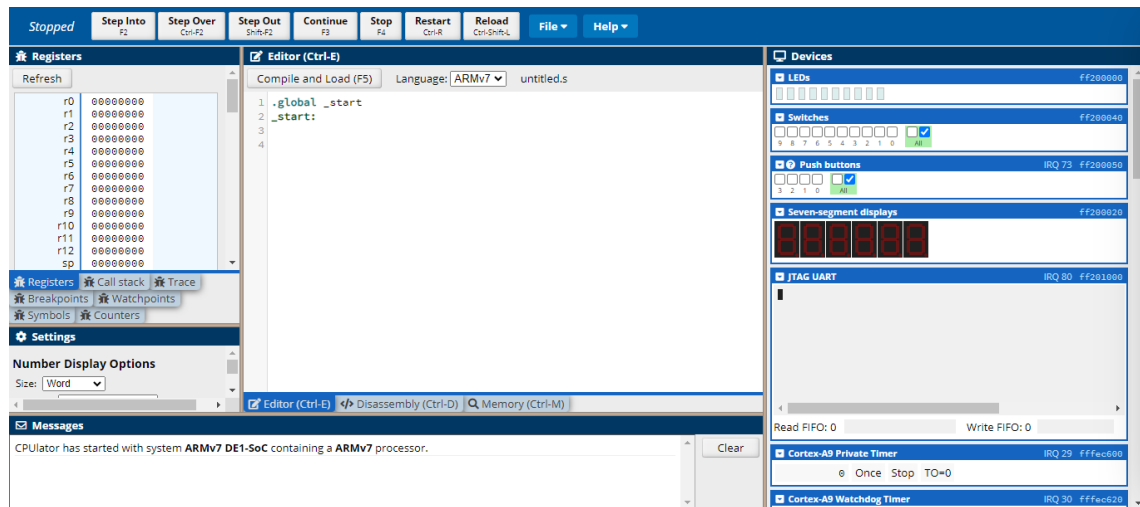 Stopped
Step Into
F2
Step Over
Ctrl-F2
Step Out
Shift-F2
Continue
F3
Stop
F4
Restart
Ctrl-R
Reload
Ctrl-Shift-L
File
Help
Registers
Refresh
r0 00000000
r1 00000000
r2 00000000
r3 00000000
r4 00000000
r5 00000000
r6 00000000
r7 00000000
r8 00000000
r9 00000000
r10 00000000
r11 00000000
r12 00000000
sp 00000000
Registers Call stack Trace
Breakpoints Watchpoints
Symbols Counters
Settings
Number Display Options
Size: Word
Editor (Ctrl-E)
Compile and Load (F5) Language: ARMv7 untitled.s
1 .global _start
2 _start:
3
4
Editor (Ctrl-E) </> Disassembly (Ctrl-D) Memory (Ctrl-M)
Messages
CPUlator has started with system ARMv7 DE1-SoC containing a ARMv7 processor.
Clear
Devices
LEDs ff200000
Switches ff200040
9 8 7 6 5 4 3 2 1 0 All
Push buttons IRQ 73 ff200050
3 2 1 0 All
Seven-segment displays ff200020
JTAG UART IRQ 80 ff201000
Read FIFO: 0 Write FIFO: 0
Cortex-A9 Private Timer IRQ 29 fffec600
0 Once Stop TO=0
Cortex-A9 Watchdog Timer IRQ 30 fffec620